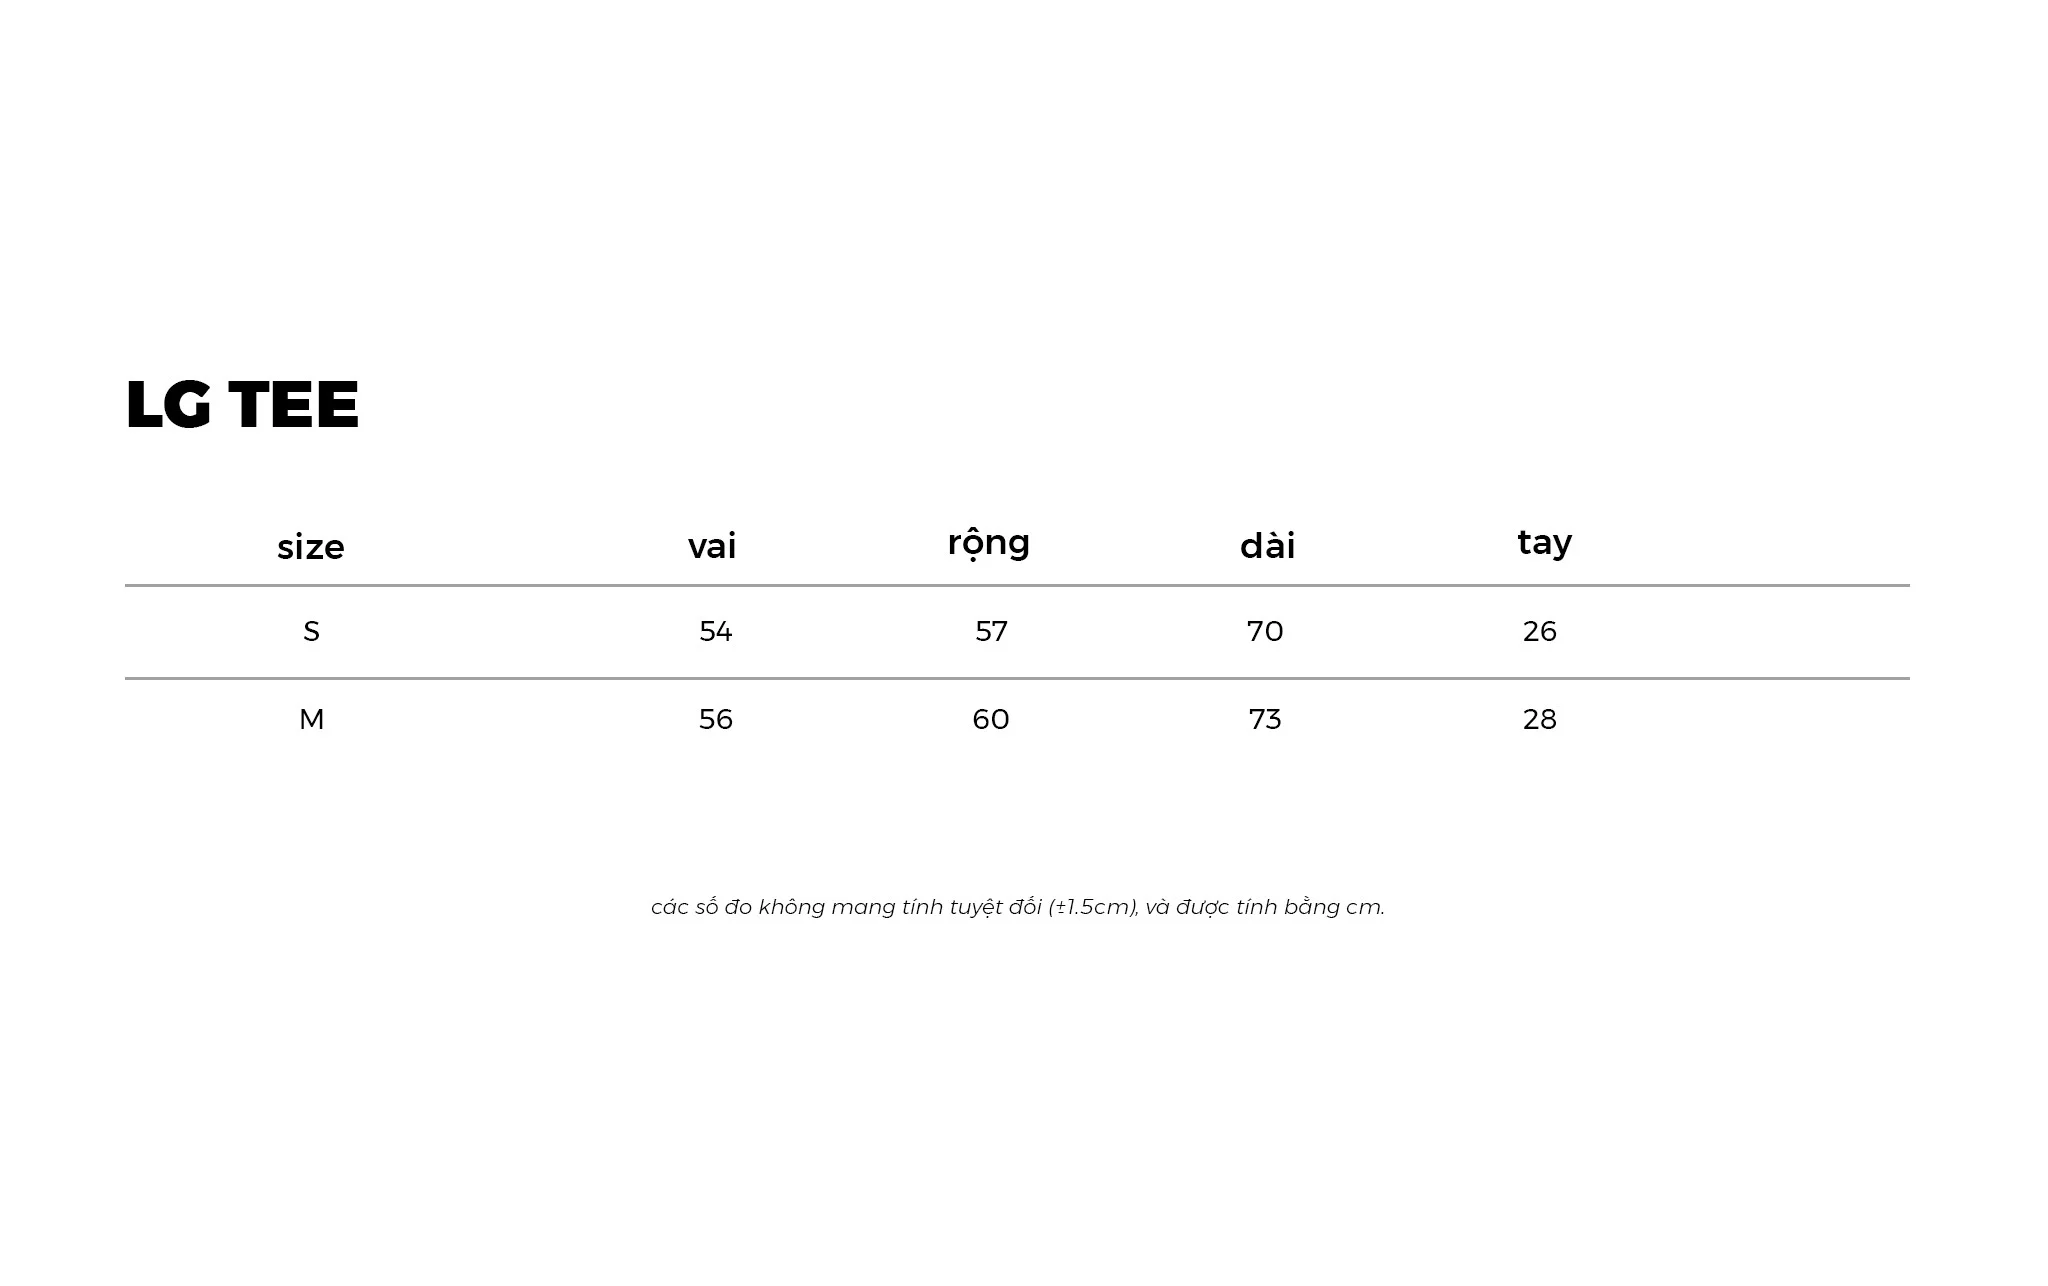 LG TEE
size vai rộng dài tay
S 54 57 70 26
M 56 60 73 28
các số đo không mang tính tuyệt đối (±1.5cm), và được tính bằng cm.